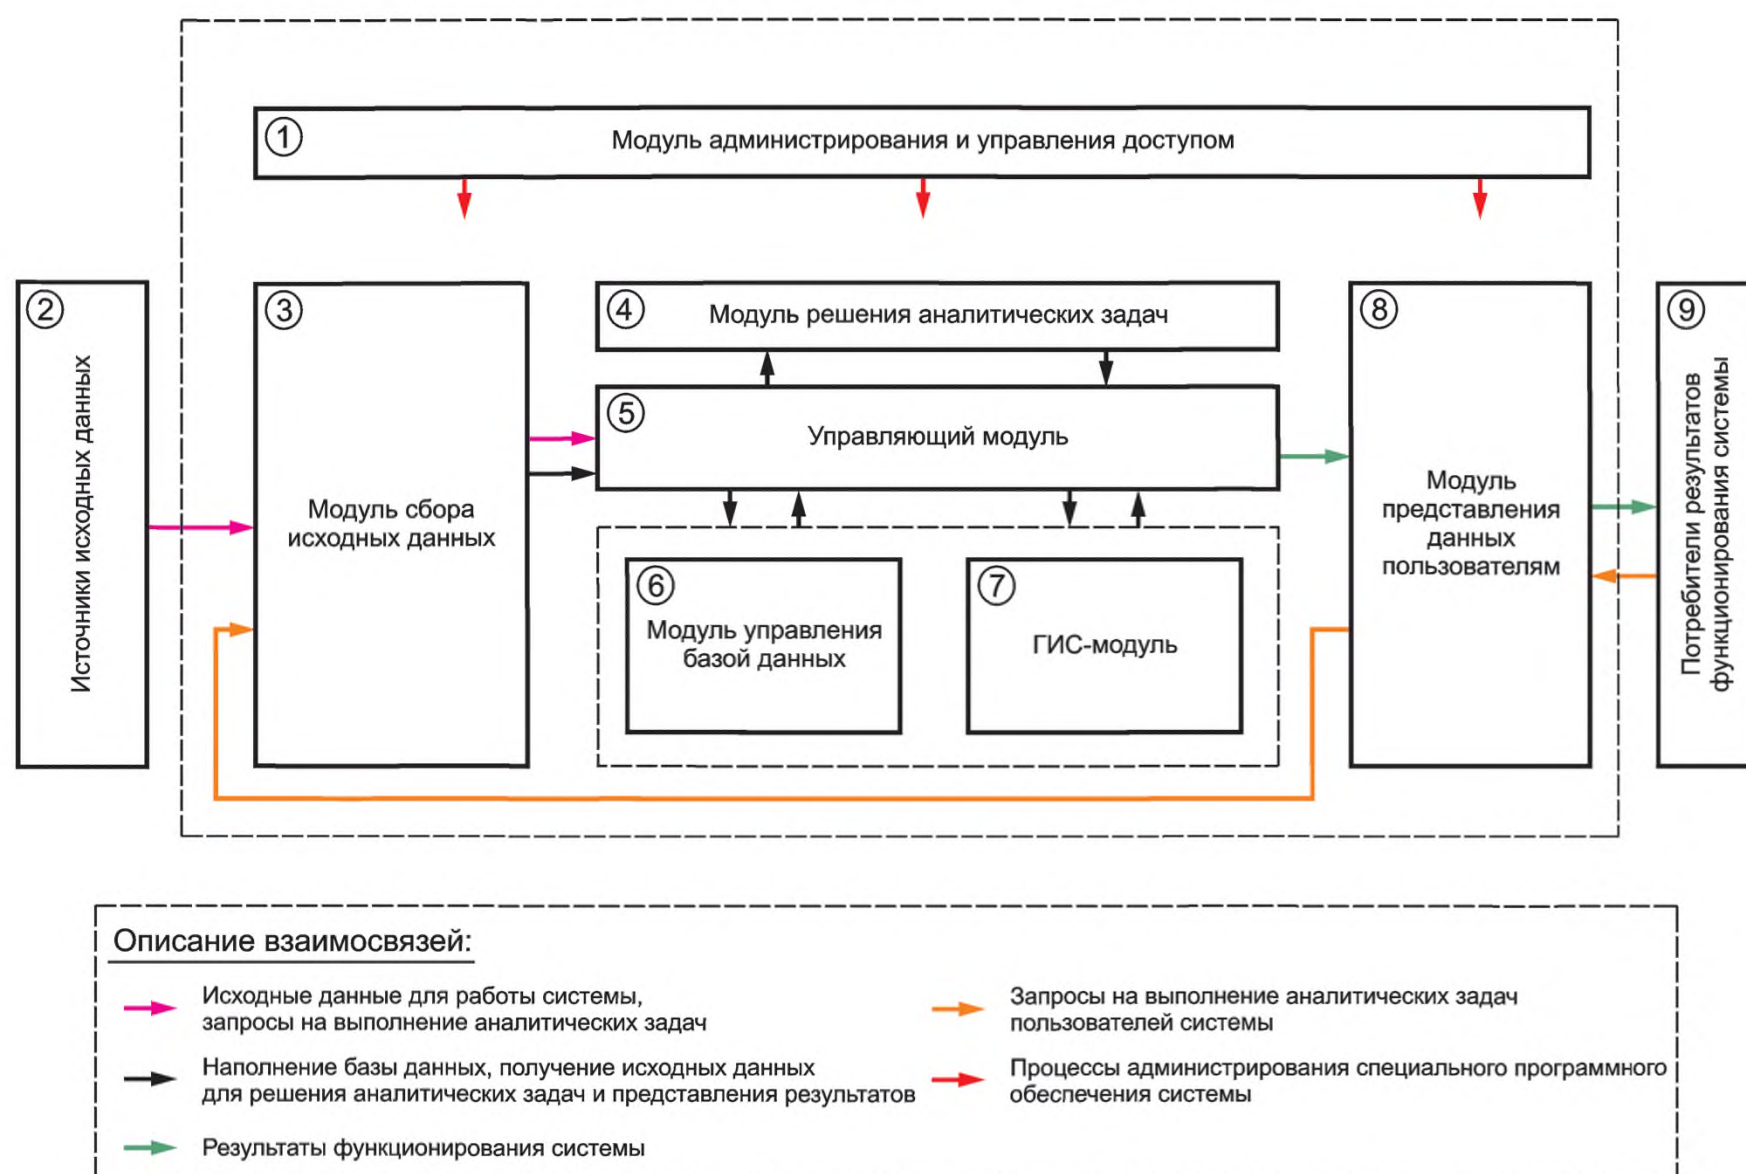 1
Модуль администрирования и управления доступом
2
Источники исходных данных
3
Модуль сбора
исходных данных
4
Модуль решения аналитических задач
5
Управляющий модуль
6
Модуль управления
базой данных
7
ГИС-модуль
8
Модуль
представления
данных
пользователям
9
Потребители результатов
функционирования системы
Описание взаимосвязей:
Исходные данные для работы системы,
запросы на выполнение аналитических задач
Наполнение базы данных, получение исходных данных
для решения аналитических задач и представления результатов
Результаты функционирования системы
Запросы на выполнение аналитических задач
пользователей системы
Процессы администрирования специального программного
обеспечения системы